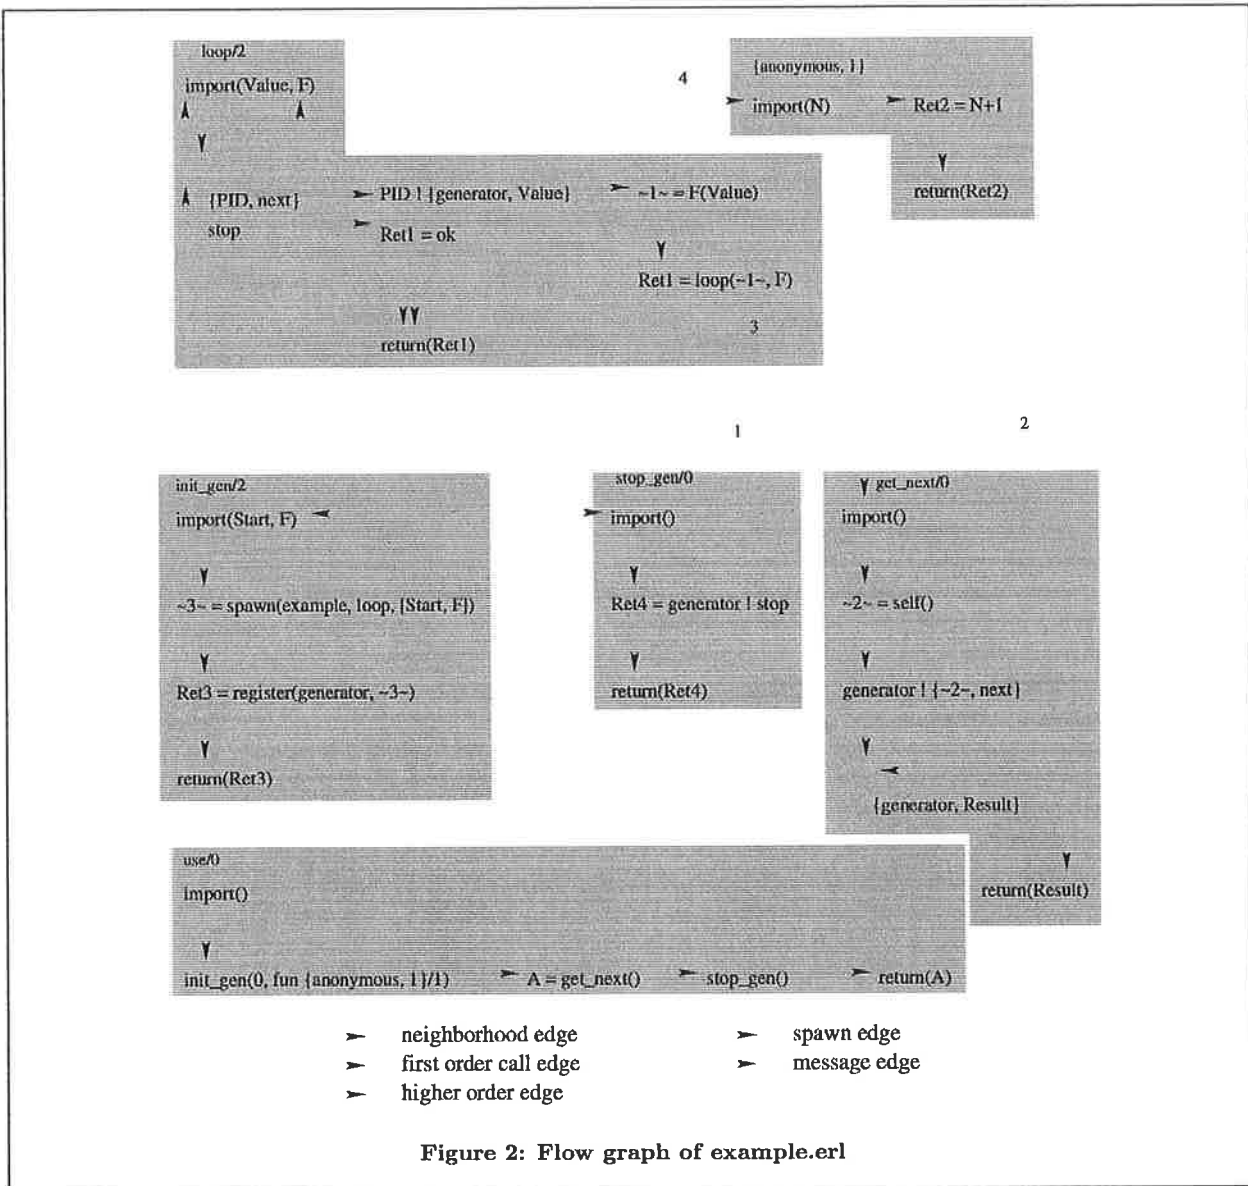 loop/2
import(Value, F)
{PID, next}
stop
PID ! {generator, Value}
Ret1 = ok
~1~ = F(Value)
Ret1 = loop(~1~, F)
3
return(Ret1)
4
{anonymous, 1}
import(N)
Ret2 = N+1
return(Ret2)
1
2
init_gen/2
import(Start, F)
~3~ = spawn(example, loop, [Start, F])
Ret3 = register(generator, ~3~)
return(Ret3)
stop_gen/0
import()
Ret4 = generator ! stop
return(Ret4)
get_next/0
import()
~2~ = self()
generator ! {~2~, next}
{generator, Result}
return(Result)
use/0
import()
init_gen(0, fun {anonymous, 1}/1)
A = get_next()
stop_gen()
return(A)
neighborhood edge
first order call edge
higher order edge
spawn edge
message edge
Figure 2: Flow graph of example.erl